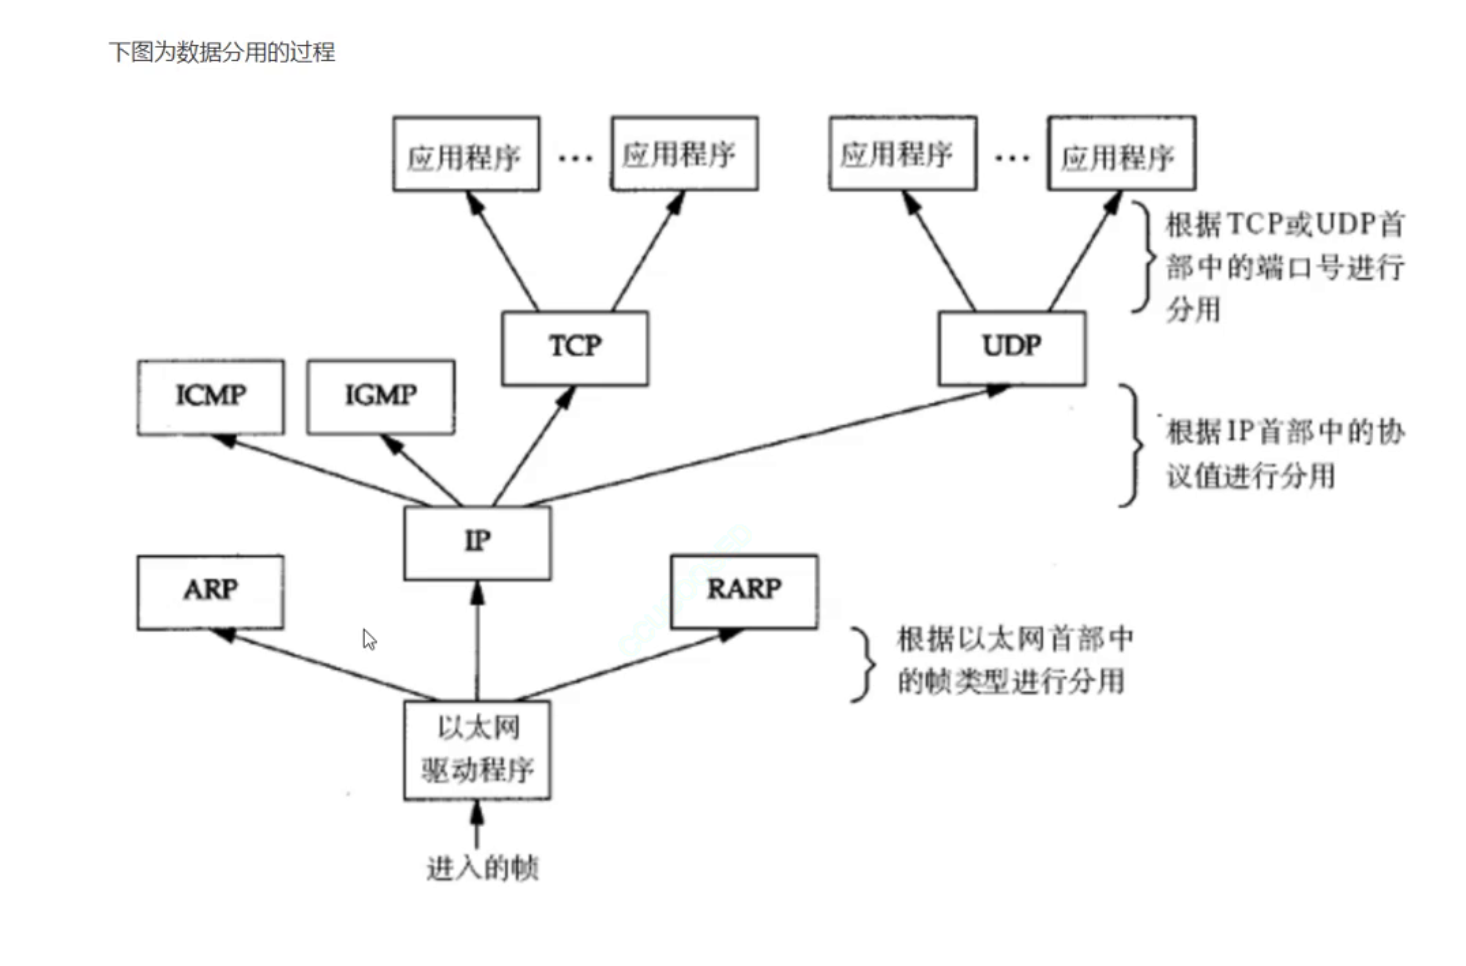 下图为数据分用的过程
应用程序 … 应用程序 应用程序 … 应用程序
根据TCP或UDP首
部中的端口号进行
分用
TCP UDP
ICMP IGMP
根据IP首部中的协
议值进行分用
IP
ARP RARP
根据以太网首部中
的帧类型进行分用
以太网
驱动程序
进入的帧